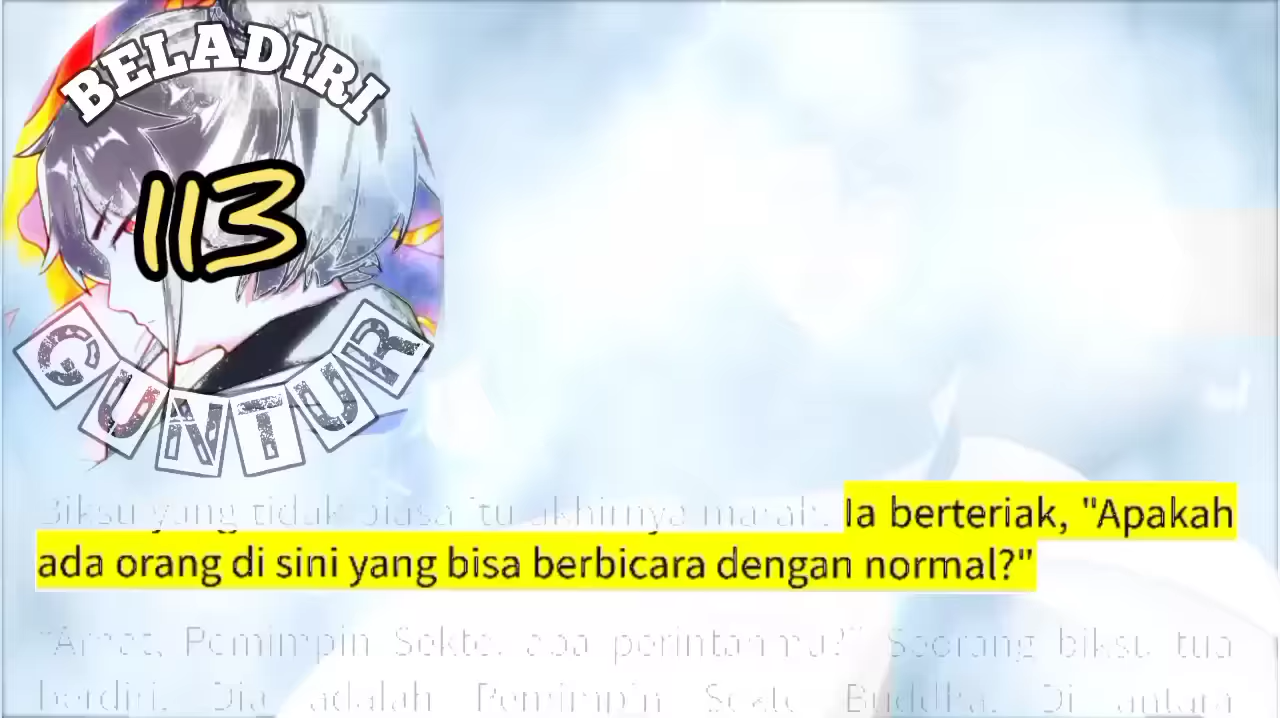 BELADIRI
113
GUNTUR
Biksu yang tidak biasa itu akhirnya marah. Ia berteriak, "Apakah
ada orang di sini yang bisa berbicara dengan normal?"
Pemimpin Sekte, apa perintahmu?" Seorang biksu tua
berdiri. Dia adalah Pemimpin Sekte Buddha. Di antara